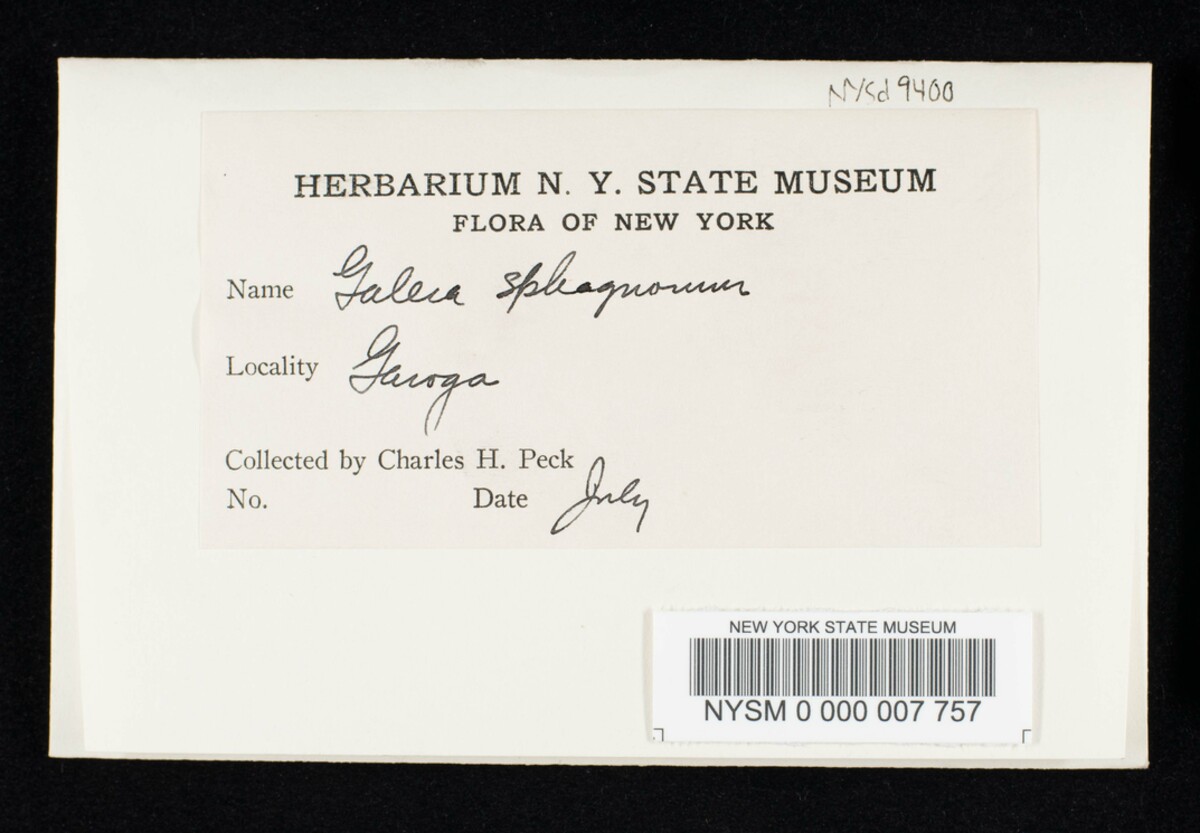 NYSd 9400
HERBARIUM N. Y. STATE MUSEUM
FLORA OF NEW YORK
Name Galera sphagnorum
Locality Garoga
Collected by Charles H. Peck
No. Date July
NEW YORK STATE MUSEUM
NYSM 0 000 007 757